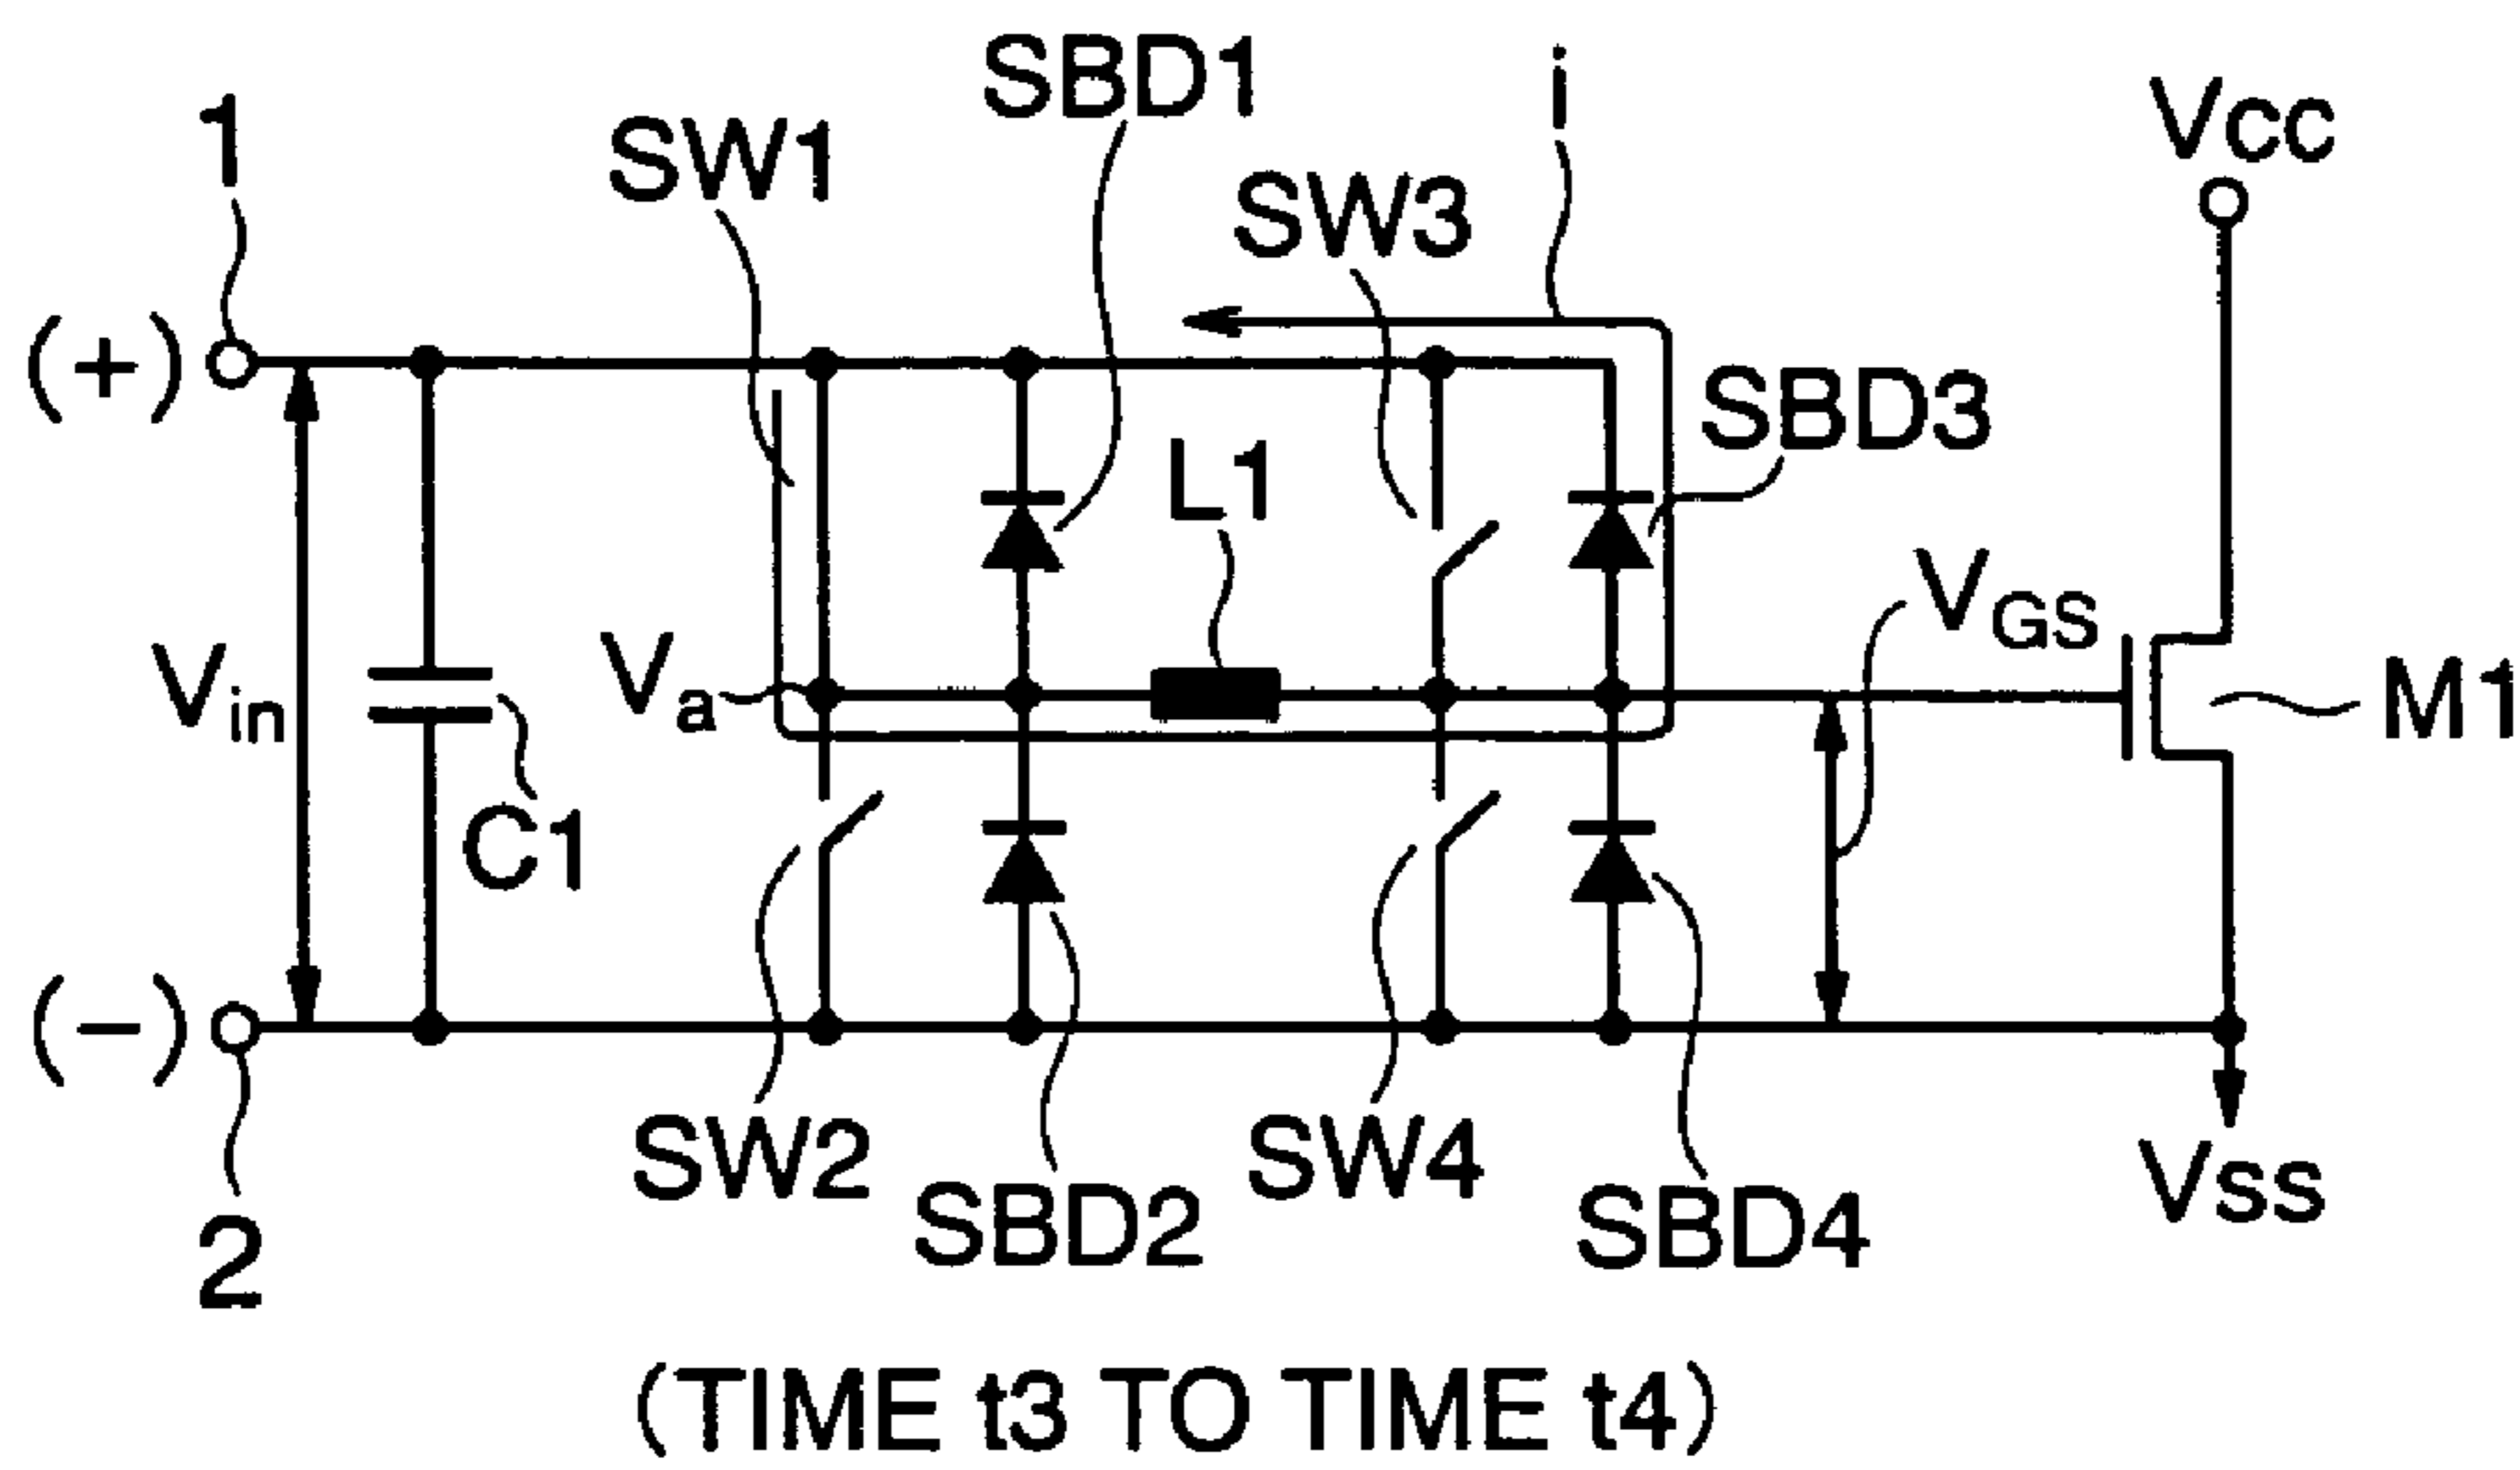 SBD1
i
1
SW1
Vcc
SW3
(+)
SBD3
L1
VGS
Vin
Va
M1
C1
(−)
SW2
SW4
Vss
SBD2
SBD4
2
(TIME t3 TO TIME t4)